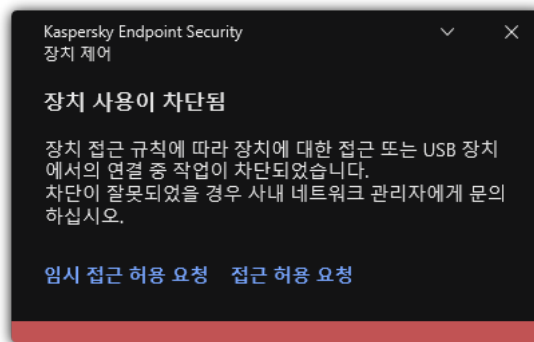 Kaspersky Endpoint Security
장치 제어
장치 사용이 차단됨
장치 접근 규칙에 따라 장치에 대한 접근 또는 USB 장치
에서의 연결 중 작업이 차단되었습니다.
차단이 잘못되었을 경우 사내 네트워크 관리자에게 문의
하십시오.
임시 접근 허용 요청 접근 허용 요청